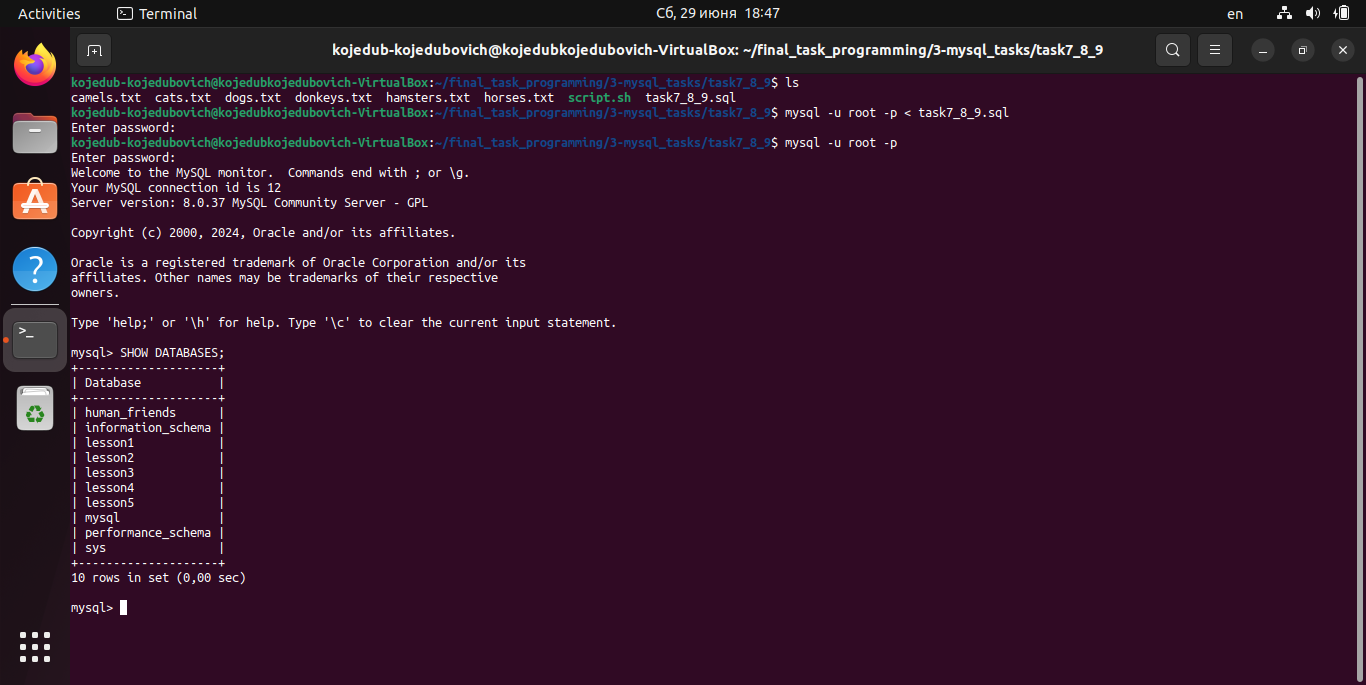 Activities Terminal Сб, 29 июня 18:47 en
kojedub-kojedubovich@kojedubkojedubovich-VirtualBox: ~/final_task_programming/3-mysql_tasks/task7_8_9
kojedub-kojedubovich@kojedubkojedubovich-VirtualBox:~/final_task_programming/3-mysql_tasks/task7_8_9$ ls
camels.txt  cats.txt  dogs.txt  donkeys.txt  hamsters.txt  horses.txt  script.sh  task7_8_9.sql
kojedub-kojedubovich@kojedubkojedubovich-VirtualBox:~/final_task_programming/3-mysql_tasks/task7_8_9$ mysql -u root -p < task7_8_9.sql
Enter password:
kojedub-kojedubovich@kojedubkojedubovich-VirtualBox:~/final_task_programming/3-mysql_tasks/task7_8_9$ mysql -u root -p
Enter password:
Welcome to the MySQL monitor.  Commands end with ; or \g.
Your MySQL connection id is 12
Server version: 8.0.37 MySQL Community Server - GPL

Copyright (c) 2000, 2024, Oracle and/or its affiliates.

Oracle is a registered trademark of Oracle Corporation and/or its
affiliates. Other names may be trademarks of their respective
owners.

Type 'help;' or '\h' for help. Type '\c' to clear the current input statement.

mysql> SHOW DATABASES;
+--------------------+
| Database           |
+--------------------+
| human_friends      |
| information_schema |
| lesson1            |
| lesson2            |
| lesson3            |
| lesson4            |
| lesson5            |
| mysql              |
| performance_schema |
| sys                |
+--------------------+
10 rows in set (0,00 sec)

mysql>